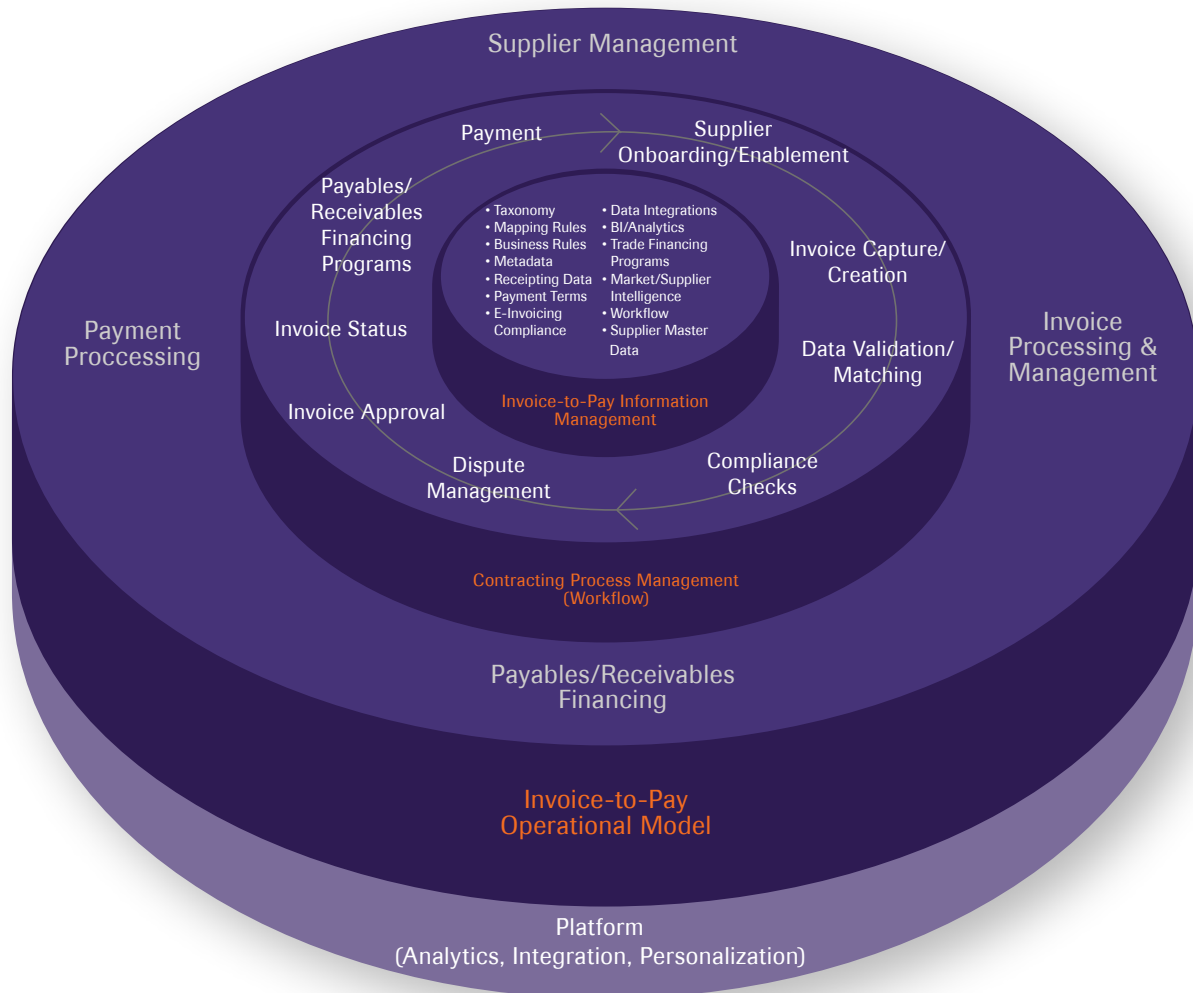 Supplier Management
Payment
Supplier
Onboarding/Enablement
Payables/
Receivables
Financing
Programs
• Taxonomy
• Mapping Rules
• Business Rules
• Metadata
• Receipting Data
• Payment Terms
• E-Invoicing
Compliance
• Data Integrations
• BI/Analytics
• Trade Financing
Programs
• Market/Supplier
Intelligence
• Workflow
• Supplier Master
Data
Invoice Capture/
Creation
Payment
Proccessing
Invoice Status
Data Validation/
Matching
Invoice
Processing &
Management
Invoice Approval
Invoice-to-Pay Information
Management
Dispute
Management
Compliance
Checks
Contracting Process Management
(Workflow)
Payables/Receivables
Financing
Invoice-to-Pay
Operational Model
Platform
(Analytics, Integration, Personalization)